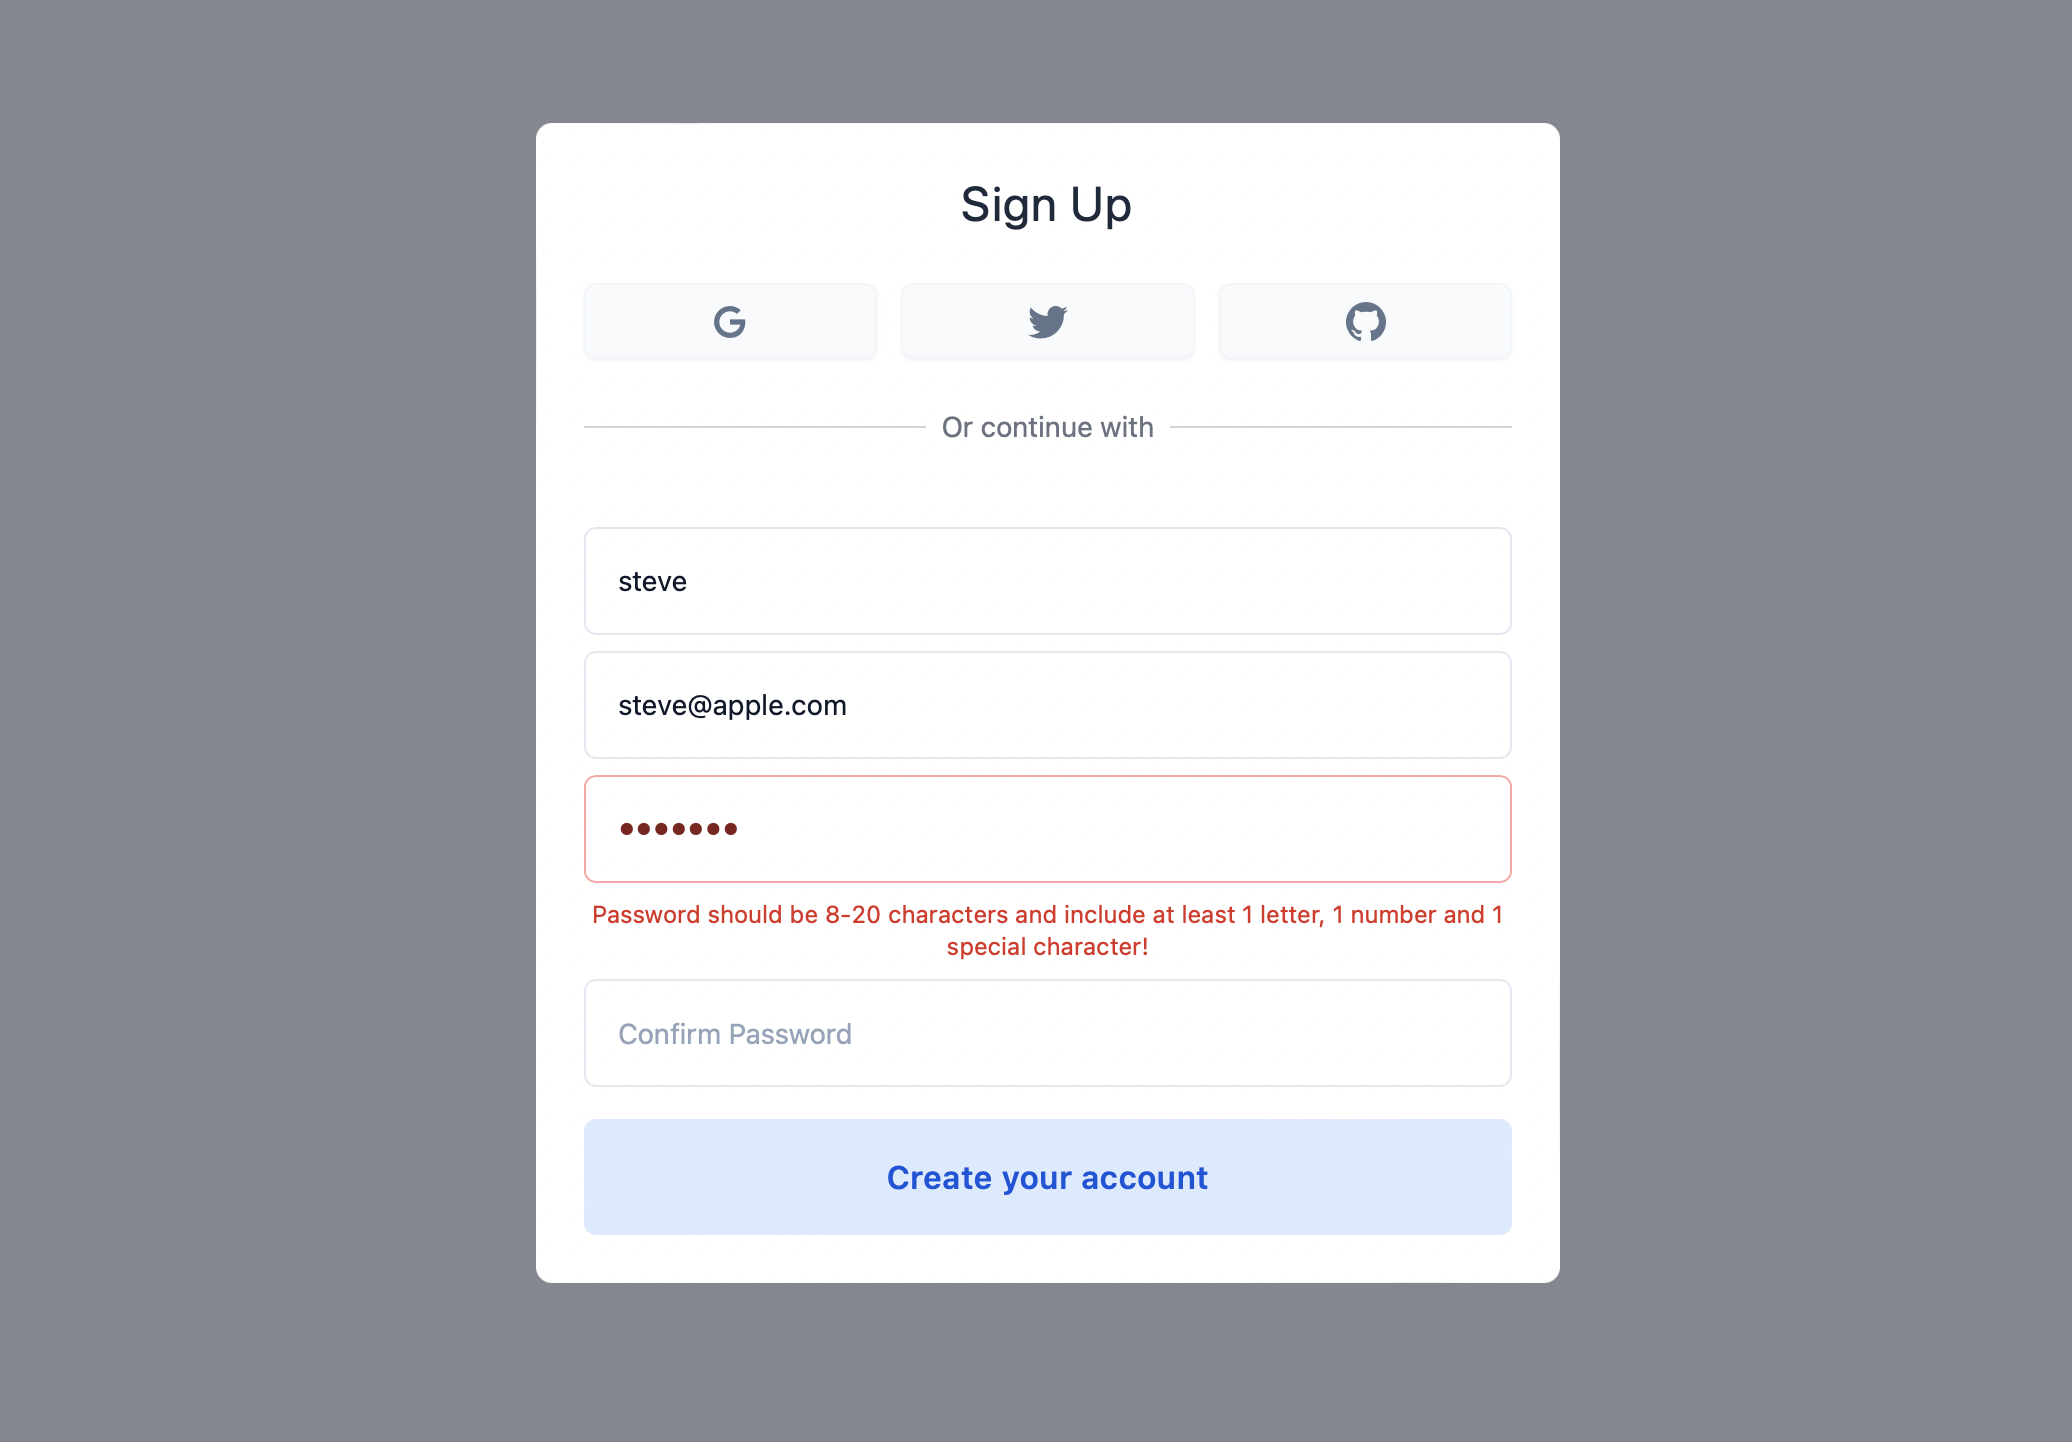 Sign Up
Or continue with
steve
steve@apple.com
•••••••
Password should be 8-20 characters and include at least 1 letter, 1 number and 1
special character!
Confirm Password
Create your account